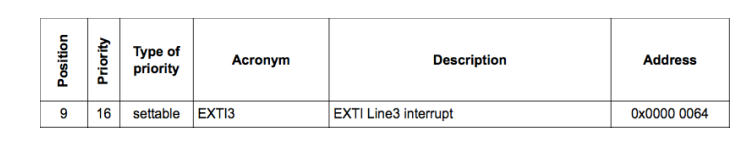 Position Priority Type of priority Acronym Description Address
9 16 settable EXTI3 EXTI Line3 interrupt 0x0000 0064